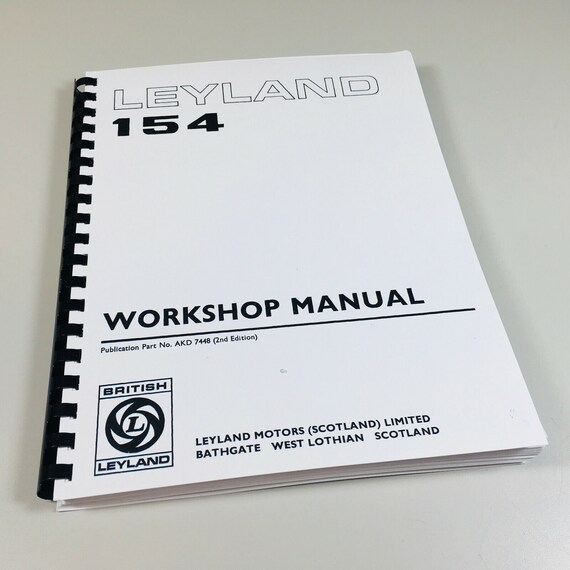 LEYLAND
154
WORKSHOP MANUAL
Publication Part No. AKD 7448 (2nd Edition)
BRITISH
L
LEYLAND
LEYLAND MOTORS (SCOTLAND) LIMITED
BATHGATE WEST LOTHIAN SCOTLAND